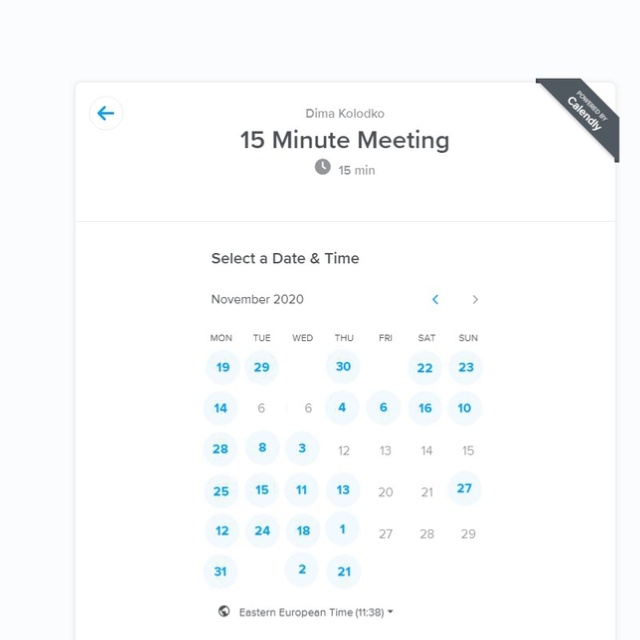 POWERED BY
Calendly
Dima Kolodko
15 Minute Meeting
15 min
Select a Date & Time
November 2020
MON TUE WED THU FRI SAT SUN
19 29 30 22 23
14 6 6 4 6 16 10
28 8 3 12 13 14 15
25 15 11 13 20 21 27
12 24 18 1 27 28 29
31 2 21
Eastern European Time (11:38)